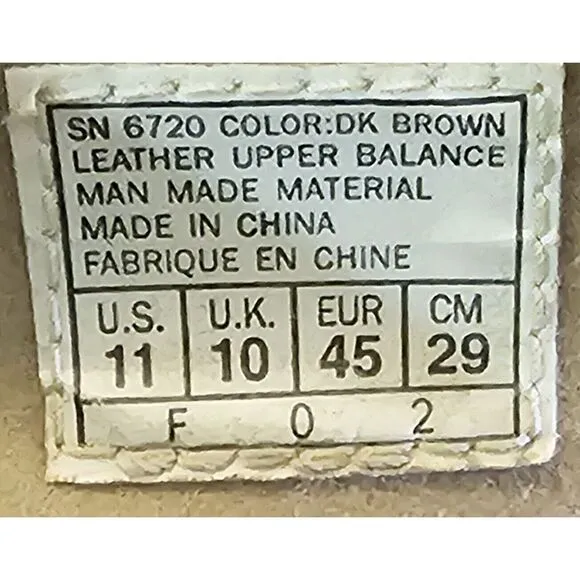 SN 6720 COLOR:DK BROWN
LEATHER UPPER BALANCE
MAN MADE MATERIAL
MADE IN CHINA
FABRIQUE EN CHINE
U.S. U.K. EUR CM
11 10 45 29
F 0 2